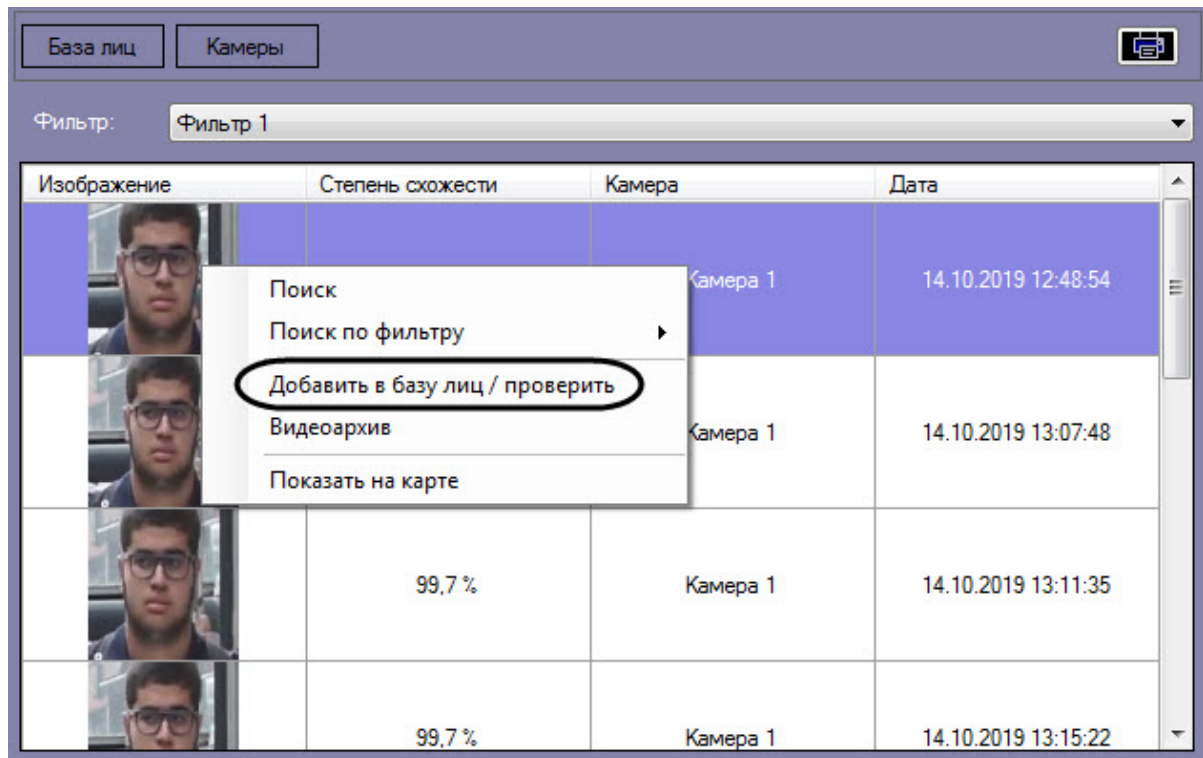 База лиц Камеры
Фильтр: Фильтр 1
Изображение Степень схожести Камера Дата
Камера 1 14.10.2019 12:48:54
Поиск
Поиск по фильтру
Добавить в базу лиц / проверить
Видеоархив
Камера 1 14.10.2019 13:07:48
Показать на карте
99,7 % Камера 1 14.10.2019 13:11:35
99,7 % Камера 1 14.10.2019 13:15:22